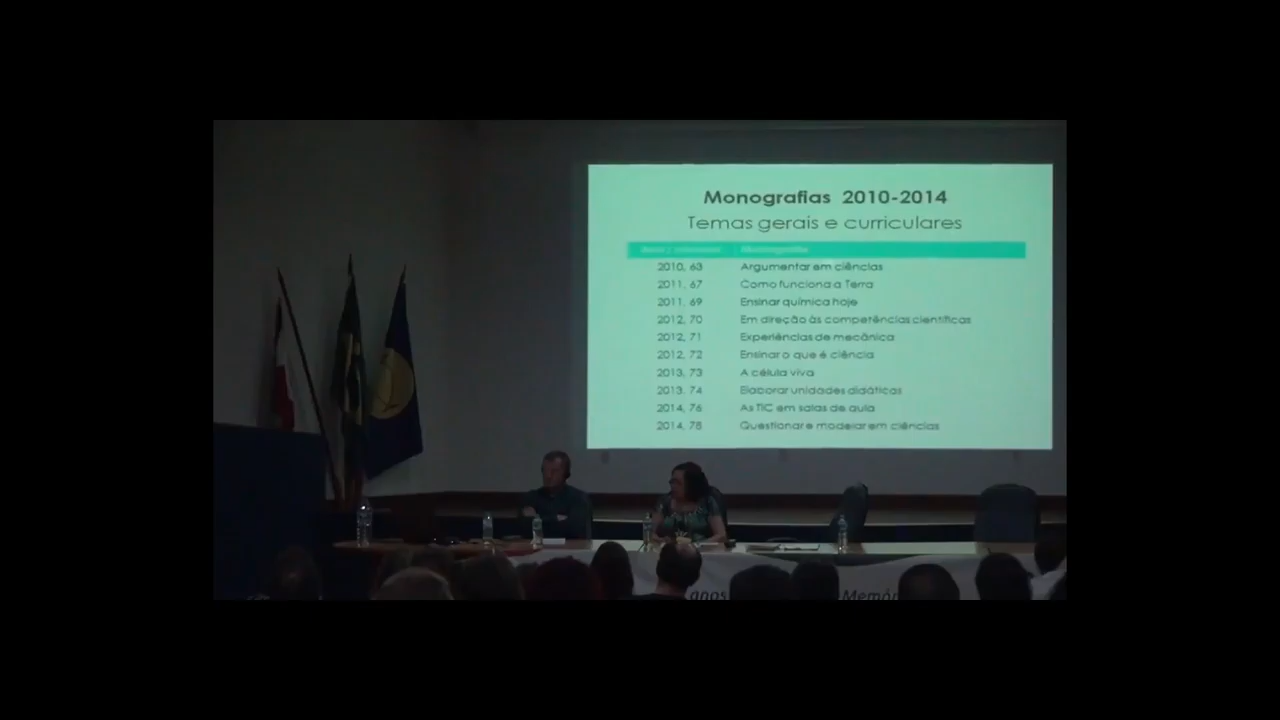 Monografias 2010-2014
Temas gerais e curriculares
2010, 63 Argumentar em ciências
2011, 67 Como funciona a Terra
2011, 69 Ensinar química hoje
2012, 70 Em direção às competências científicas
2012, 71 Experiências de mecânica
2012, 72 Ensinar o que é ciência
2013, 73 A célula viva
2013, 74 Elaborar unidades didáticas
2014, 76 As TIC em salas de aula
2014, 78 Questionar e modelar em ciências
anos